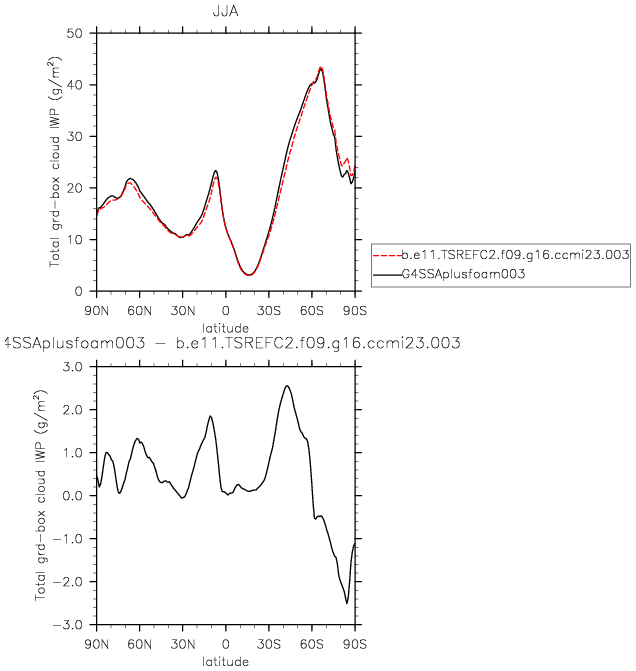 JJA
50
40
30
20
10
0
Total grd-box cloud IWP (g/m²)
90N 60N 30N 0 30S 60S 90S
latitude
b.e11.TSREFC2.f09.g16.ccmi23.003
G4SSAplusfoam003
4SSAplusfoam003 - b.e11.TSREFC2.f09.g16.ccmi23.003
3.0
2.0
1.0
0.0
-1.0
-2.0
-3.0
Total grd-box cloud IWP (g/m²)
90N 60N 30N 0 30S 60S 90S
latitude